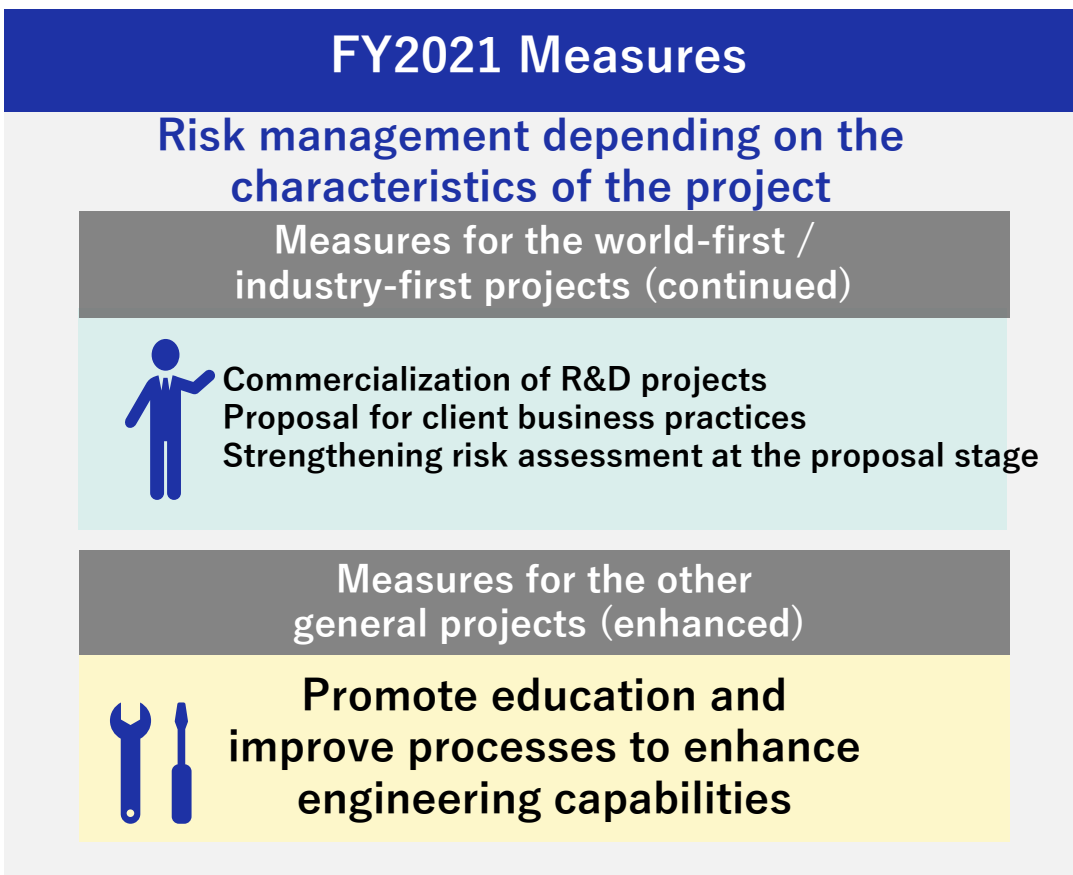 FY2021 Measures
Risk management depending on the
characteristics of the project
Measures for the world-first /
industry-first projects (continued)
Commercialization of R&D projects
Proposal for client business practices
Strengthening risk assessment at the proposal stage
Measures for the other
general projects (enhanced)
Promote education and
improve processes to enhance
engineering capabilities